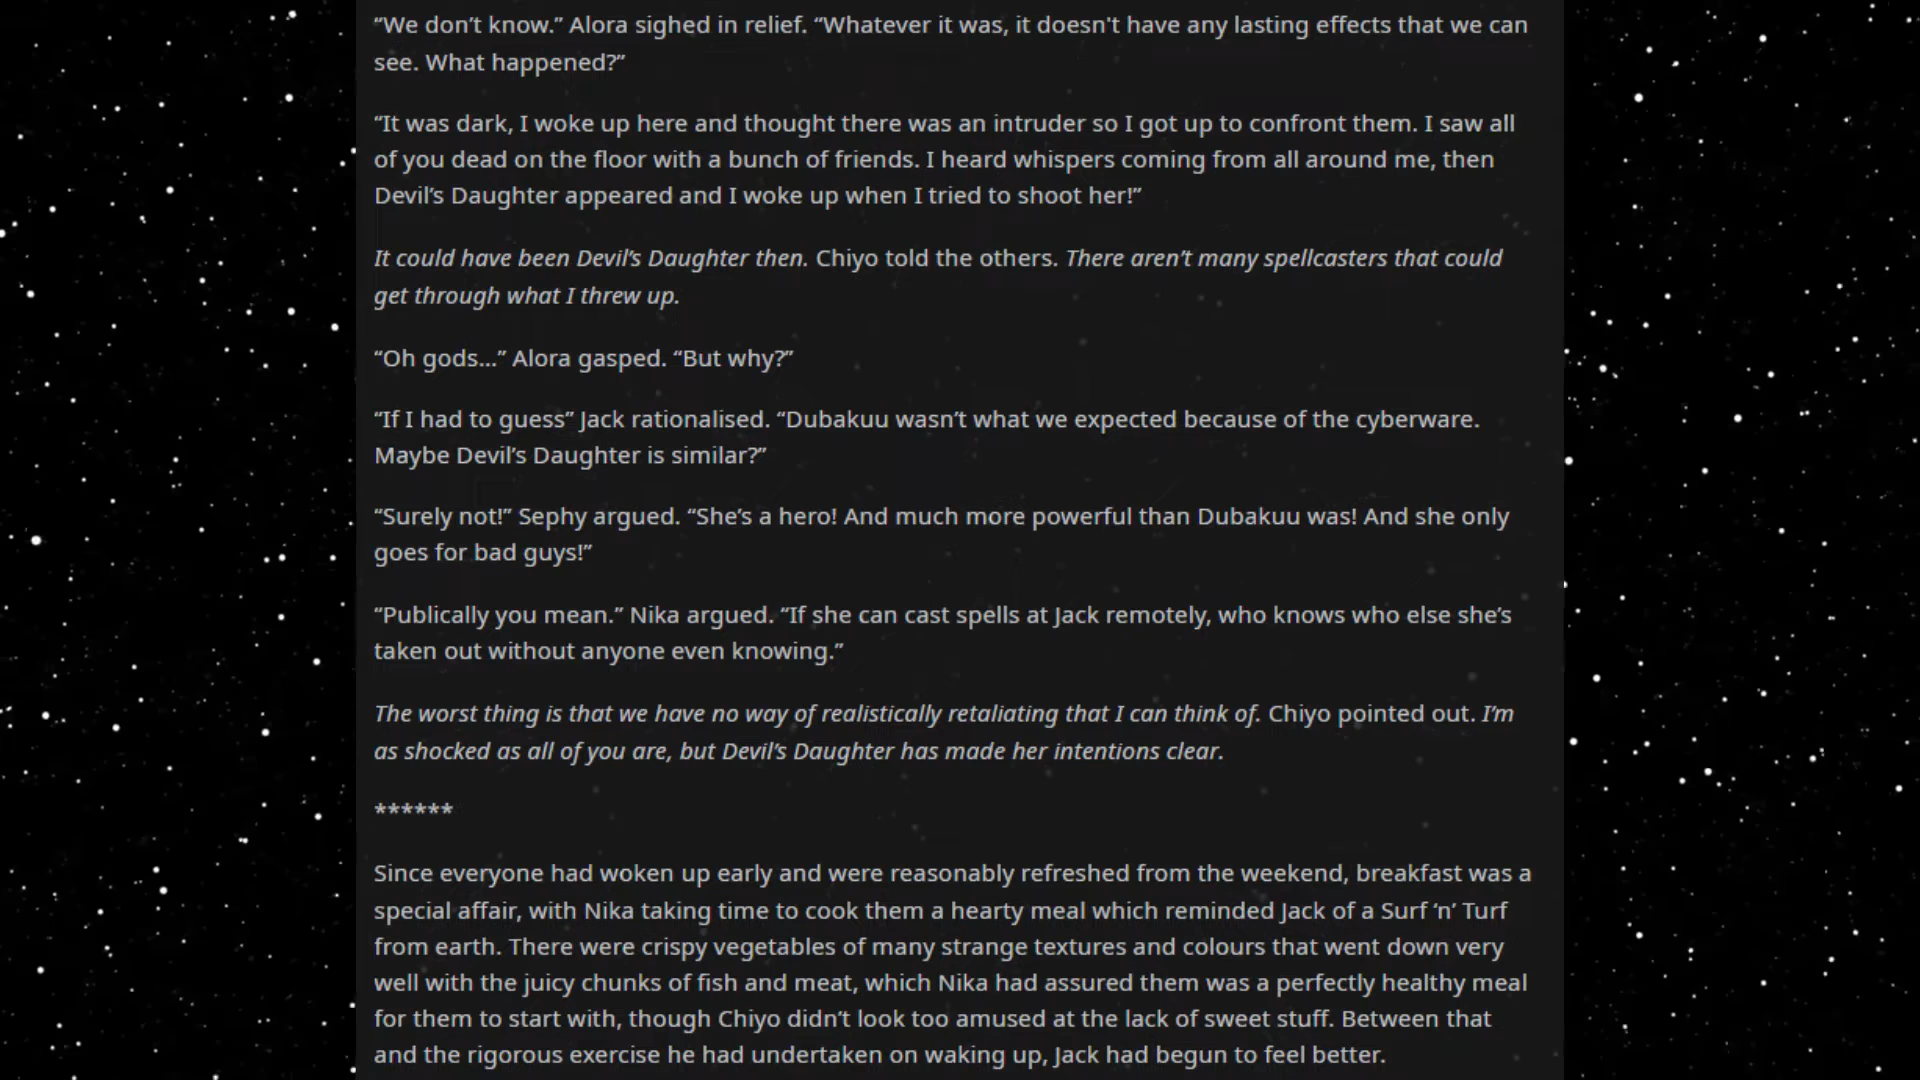 “We don’t know.” Alora sighed in relief. “Whatever it was, it doesn't have any lasting effects that we can
see. What happened?”
“It was dark, I woke up here and thought there was an intruder so I got up to confront them. I saw all
of you dead on the floor with a bunch of friends. I heard whispers coming from all around me, then
Devil’s Daughter appeared and I woke up when I tried to shoot her!”
It could have been Devil’s Daughter then. Chiyo told the others. There aren’t many spellcasters that could
get through what I threw up.
“Oh gods…” Alora gasped. “But why?”
“If I had to guess” Jack rationalised. “Dubakuu wasn’t what we expected because of the cyberware.
Maybe Devil’s Daughter is similar?”
“Surely not!” Sephy argued. “She’s a hero! And much more powerful than Dubakuu was! And she only
goes for bad guys!”
“Publically you mean.” Nika argued. “If she can cast spells at Jack remotely, who knows who else she’s
taken out without anyone even knowing.”
The worst thing is that we have no way of realistically retaliating that I can think of. Chiyo pointed out. I’m
as shocked as all of you are, but Devil’s Daughter has made her intentions clear.
******
Since everyone had woken up early and were reasonably refreshed from the weekend, breakfast was a
special affair, with Nika taking time to cook them a hearty meal which reminded Jack of a Surf ‘n’ Turf
from earth. There were crispy vegetables of many strange textures and colours that went down very
well with the juicy chunks of fish and meat, which Nika had assured them was a perfectly healthy meal
for them to start with, though Chiyo didn’t look too amused at the lack of sweet stuff. Between that
and the rigorous exercise he had undertaken on waking up, Jack had begun to feel better.